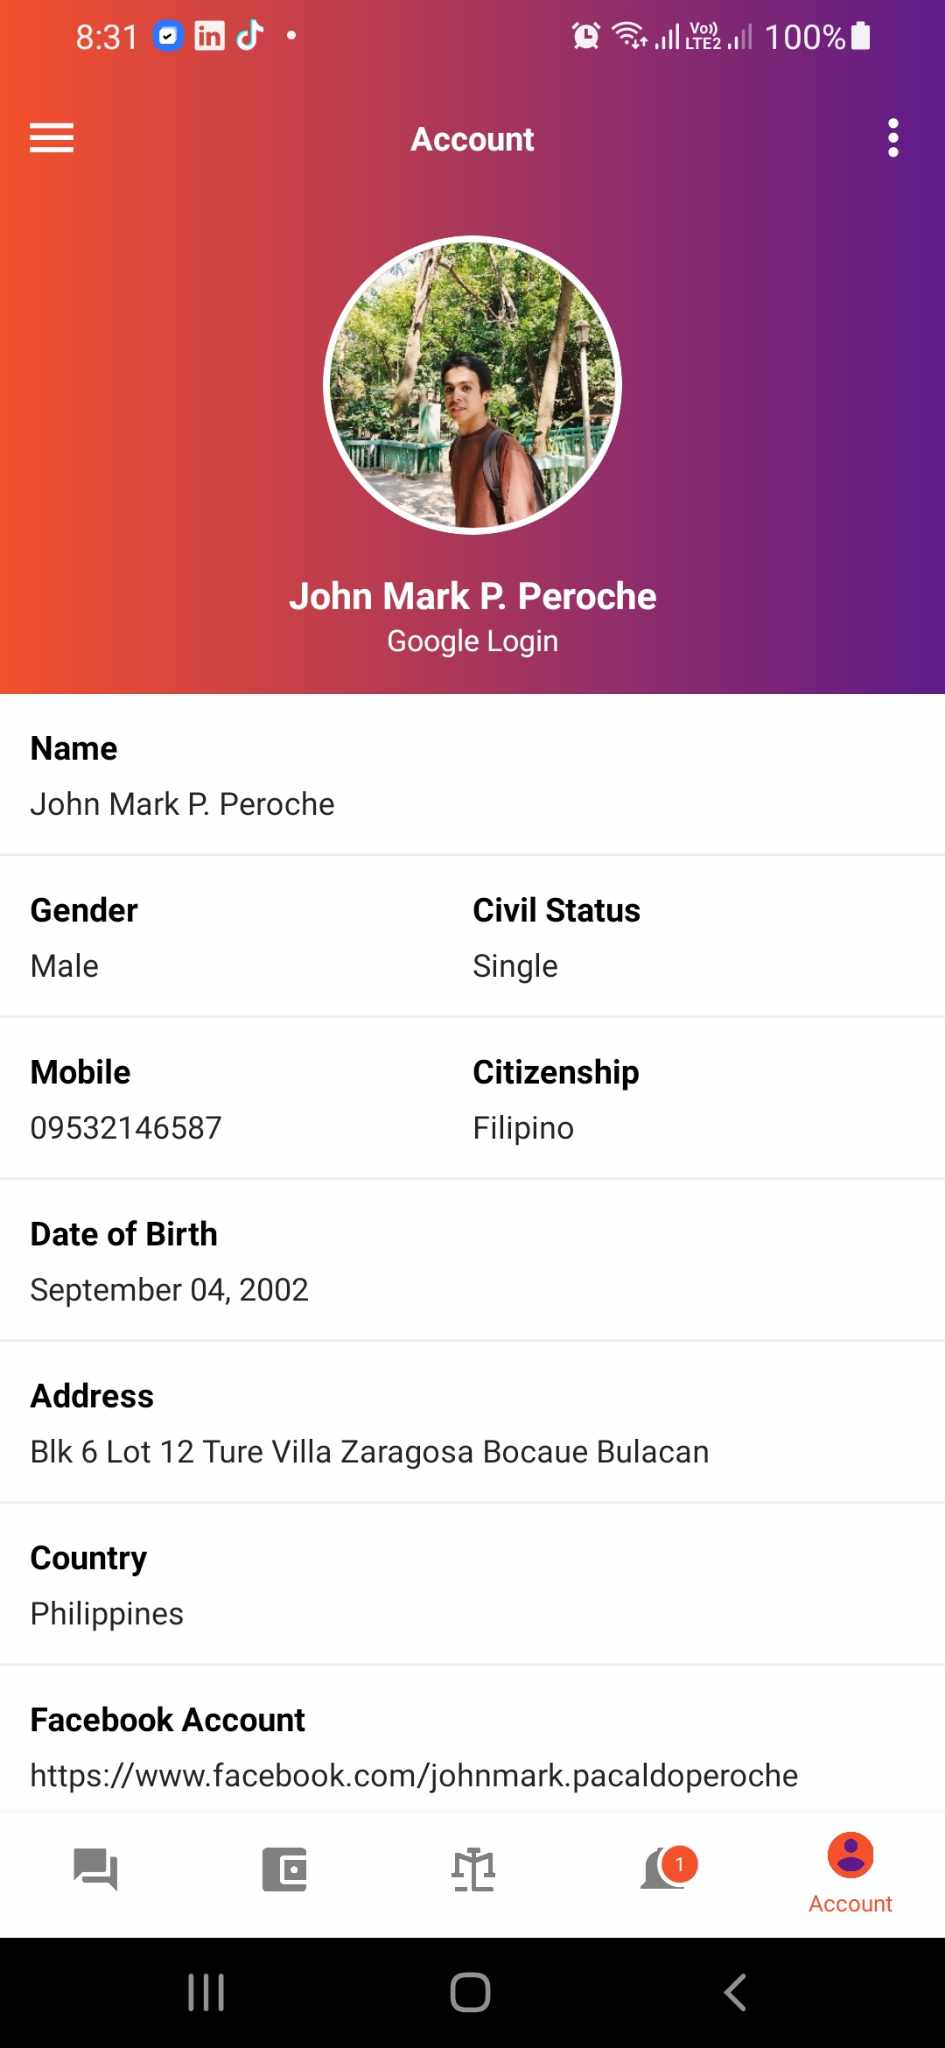 8:31 in Vo)) LTE2 100%
Account
John Mark P. Peroche
Google Login
Name
John Mark P. Peroche
Gender Civil Status
Male Single
Mobile Citizenship
09532146587 Filipino
Date of Birth
September 04, 2002
Address
Blk 6 Lot 12 Ture Villa Zaragosa Bocaue Bulacan
Country
Philippines
Facebook Account
https://www.facebook.com/johnmark.pacaldoperoche
1
Account